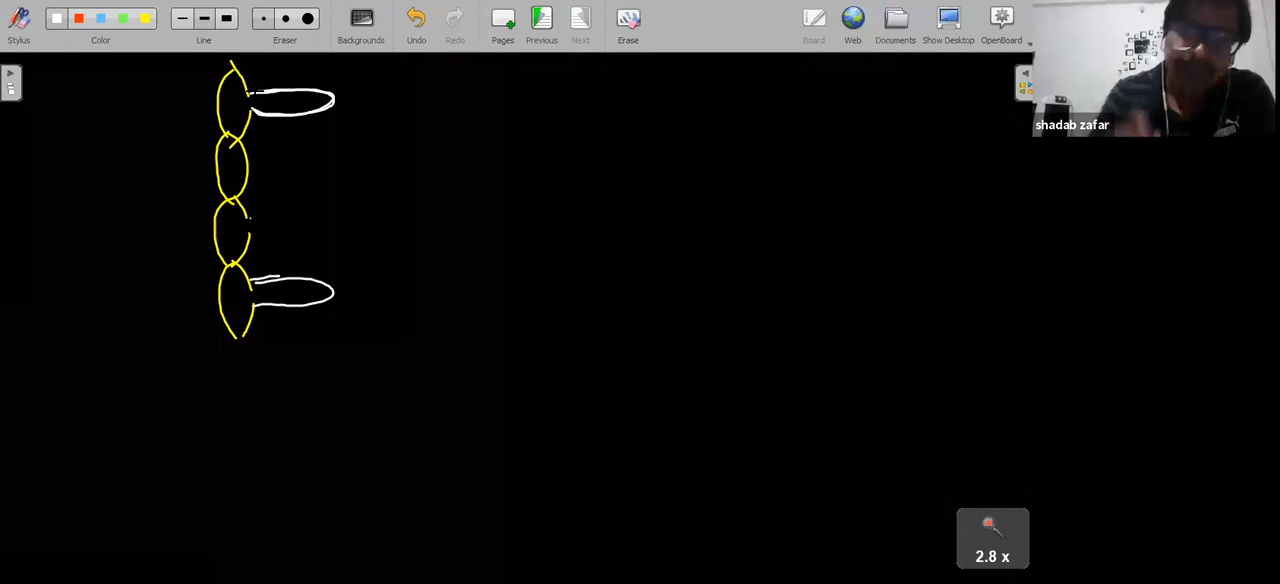 Stylus
Color
Line
Eraser
Backgrounds
Undo
Redo
Pages
Previous
Next
Erase
Board
Web
Documents
Show Desktop
OpenBoard
shadab zafar
2.8 x